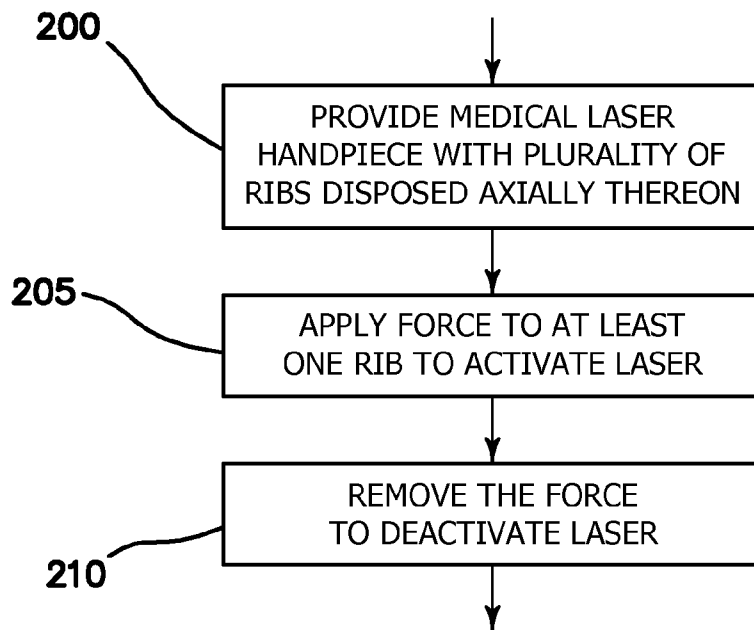 200
PROVIDE MEDICAL LASER
HANDPIECE WITH PLURALITY OF
RIBS DISPOSED AXIALLY THEREON
205
APPLY FORCE TO AT LEAST
ONE RIB TO ACTIVATE LASER
REMOVE THE FORCE
TO DEACTIVATE LASER
210